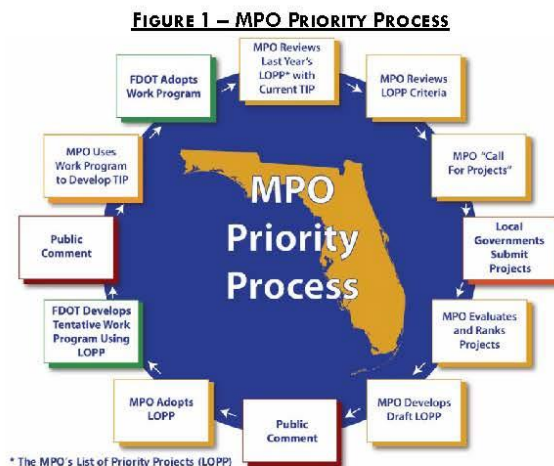 FIGURE 1 – MPO PRIORITY PROCESS
MPO Reviews
Last Year's
LOPP* with
Current TIP
MPO Reviews
LOPP Criteria
MPO "Call
For Projects"
Local
Governments
Submit
Projects
MPO Evaluates
and Ranks
Projects
MPO Develops
Draft LOPP
Public
Comment
MPO Adopts
LOPP
FDOT Develops
Tentative Work
Program Using
LOPP
Public
Comment
MPO Uses
Work Program
to Develop TIP
FDOT Adopts
Work Program
MPO
Priority
Process
* The MPO's List of Priority Projects (LOPP)